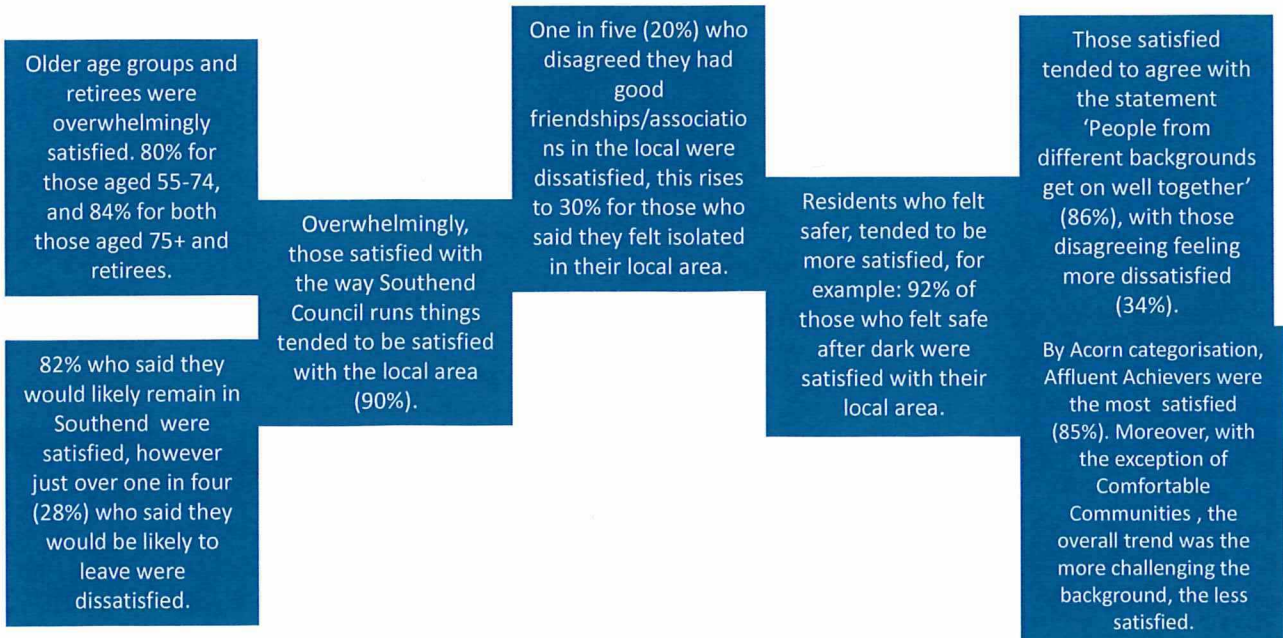 Older age groups and
retirees were
overwhelmingly
satisfied. 80% for
those aged 55-74,
and 84% for both
those aged 75+ and
retirees.
82% who said they
would likely remain in
Southend were
satisfied, however
just over one in four
(28%) who said they
would be likely to
leave were
dissatisfied.
Overwhelmingly,
those satisfied with
the way Southend
Council runs things
tended to be satisfied
with the local area
(90%).
One in five (20%) who
disagreed they had
good
friendships/associatio
ns in the local were
dissatisfied, this rises
to 30% for those who
said they felt isolated
in their local area.
Residents who felt
safer, tended to be
more satisfied, for
example: 92% of
those who felt safe
after dark were
satisfied with their
local area.
Those satisfied
tended to agree with
the statement
‘People from
different backgrounds
get on well together’
(86%), with those
disagreeing feeling
more dissatisfied
(34%).
By Acorn categorisation,
Affluent Achievers were
the most satisfied
(85%). Moreover, with
the exception of
Comfortable
Communities , the
overall trend was the
more challenging the
background, the less
satisfied.